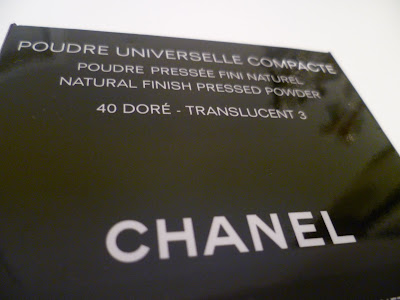 POUDRE UNIVERSELLE COMPACTE
POUDRE PRESSÉE FINI NATUREL
NATURAL FINISH PRESSED POWDER
40 DORÉ - TRANSLUCENT 3
CHANEL